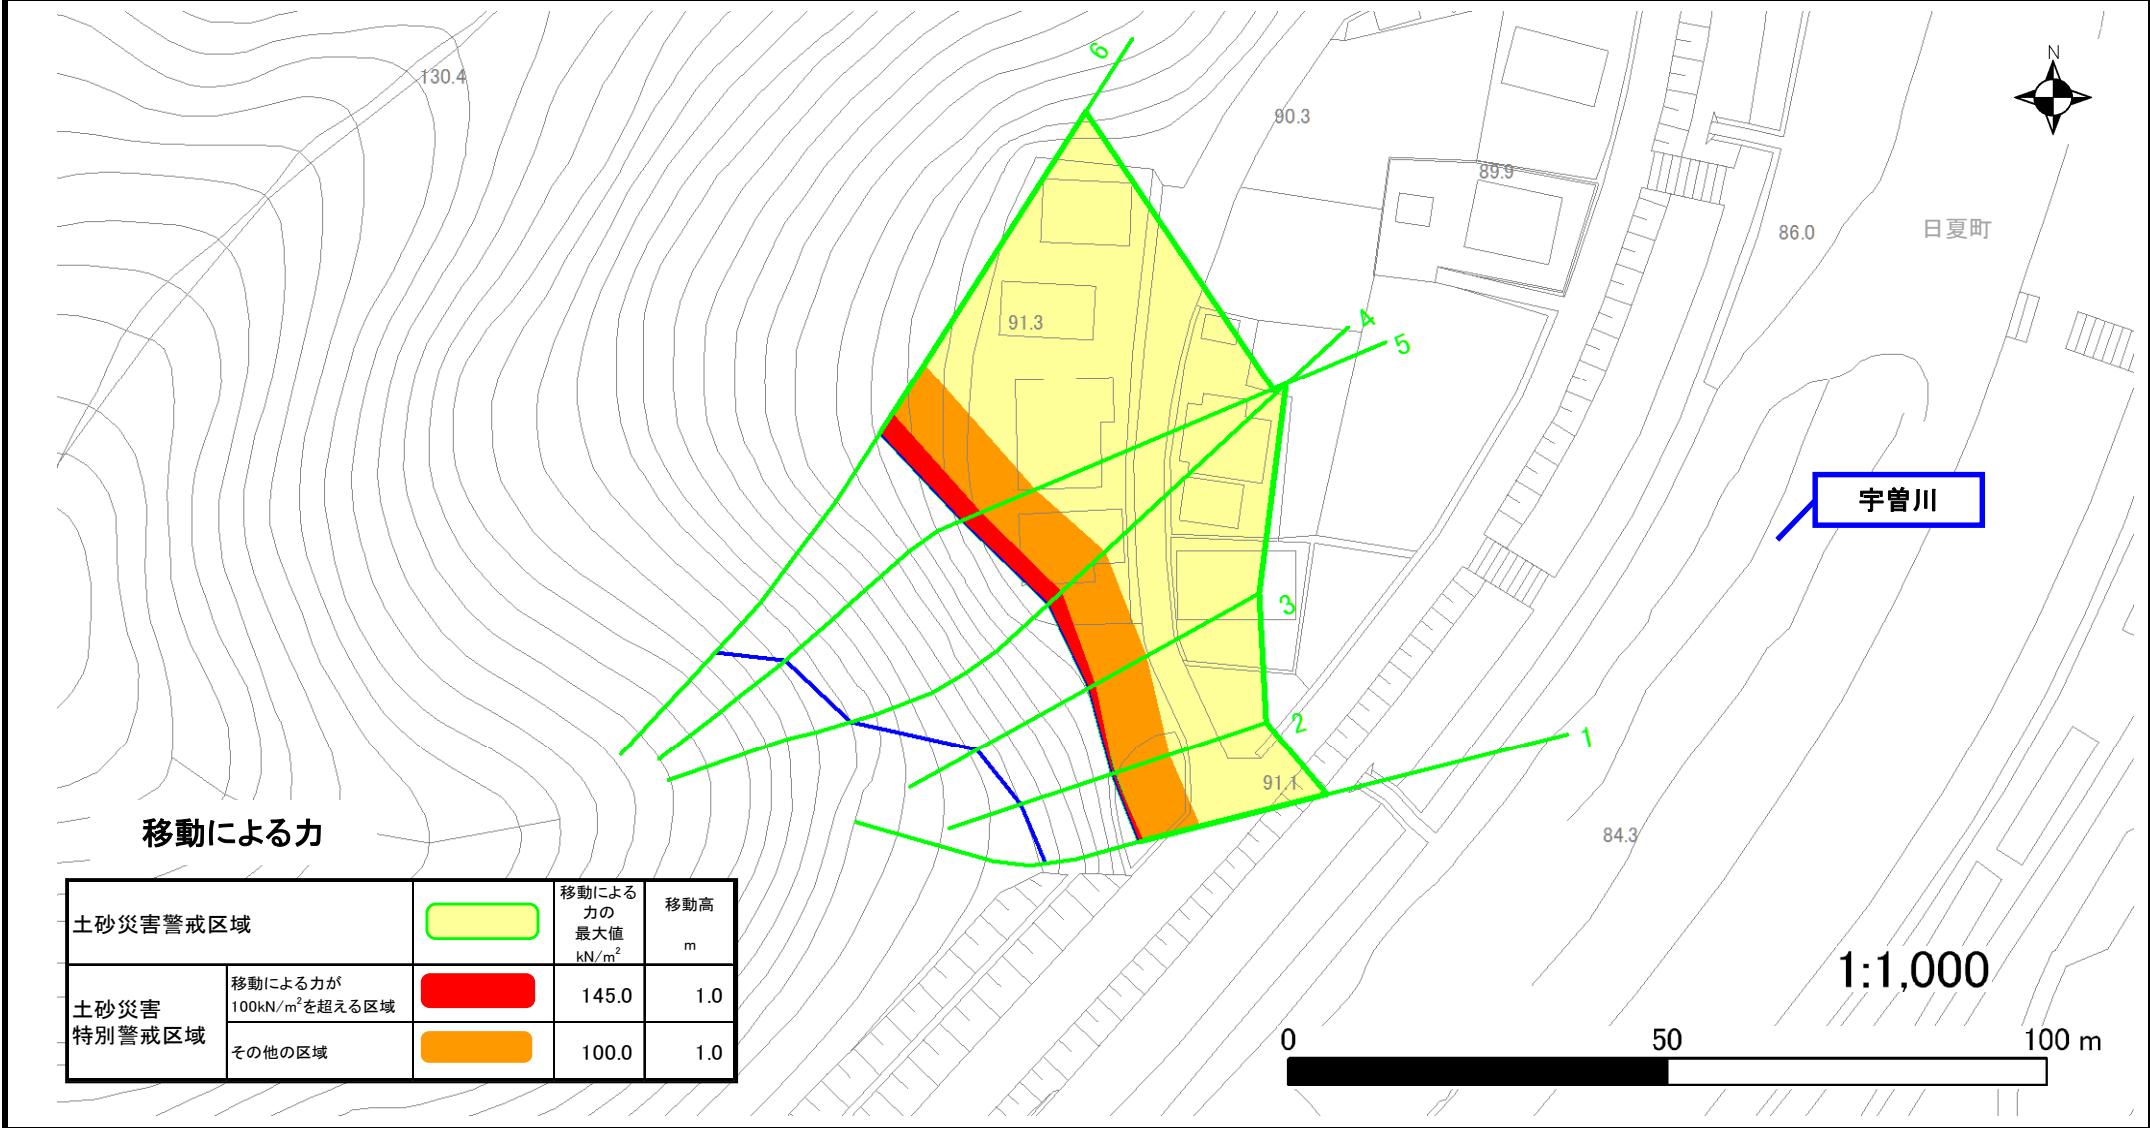 6
N
130.4
90.3
89.9
日夏町
86.0
4
91.3
5
宇曽川
3
2
1
91.1
84.3
移動による力
土砂災害警戒区域
移動による
力の
最大値
kN/m²
移動高
m
土砂災害
特別警戒区域
移動による力が
100kN/m²を超える区域
145.0
1.0
その他の区域
100.0
1.0
1:1,000
0
50
100 m